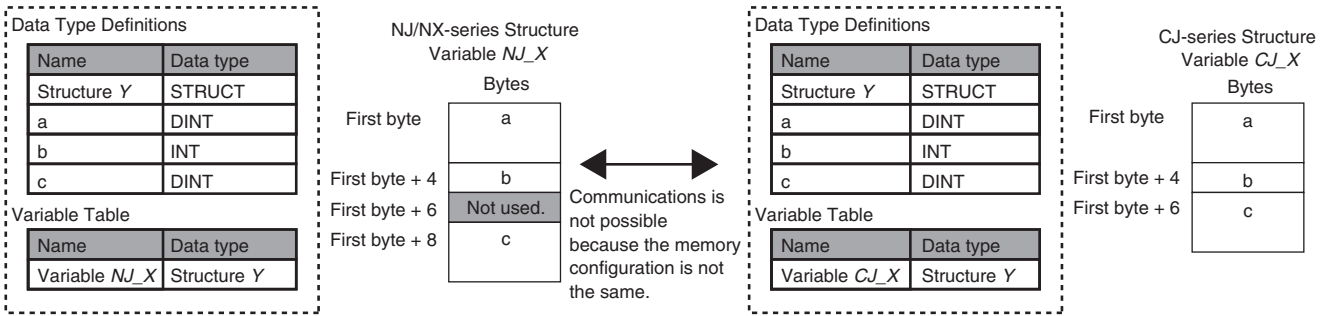 Data Type Definitions
Name Data type
Structure Y STRUCT
a DINT
b INT
c DINT
Variable Table
Name Data type
Variable NJ_X Structure Y
NJ/NX-series Structure
Variable NJ_X
Bytes
First byte a
First byte + 4 b
First byte + 6 Not used.
First byte + 8 c
Communications is
not possible
because the memory
configuration is not
the same.
Data Type Definitions
Name Data type
Structure Y STRUCT
a DINT
b INT
c DINT
Variable Table
Name Data type
Variable CJ_X Structure Y
CJ-series Structure
Variable CJ_X
Bytes
First byte a
First byte + 4 b
First byte + 6 c